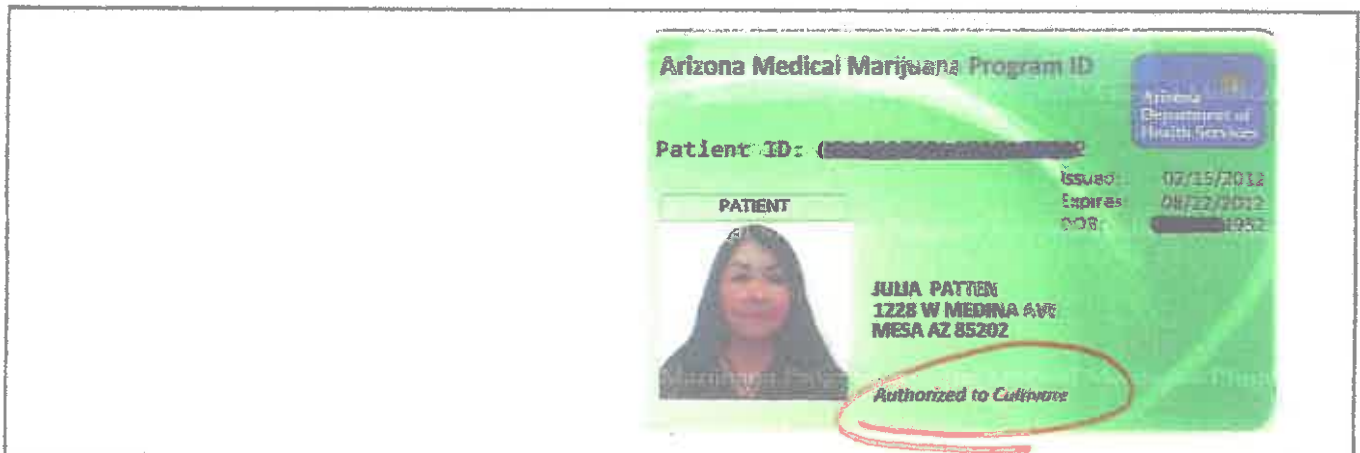 Arizona Medical Marijuana Program ID
Arizona
Department of
Health Services
Patient ID:
Issued: 02/15/2012
Expires 08/22/2012
DOB: 1952
PATIENT
JULIA PATTEN
1228 W MEDINA AVE
MESA AZ 85202
Authorized to Cultivate